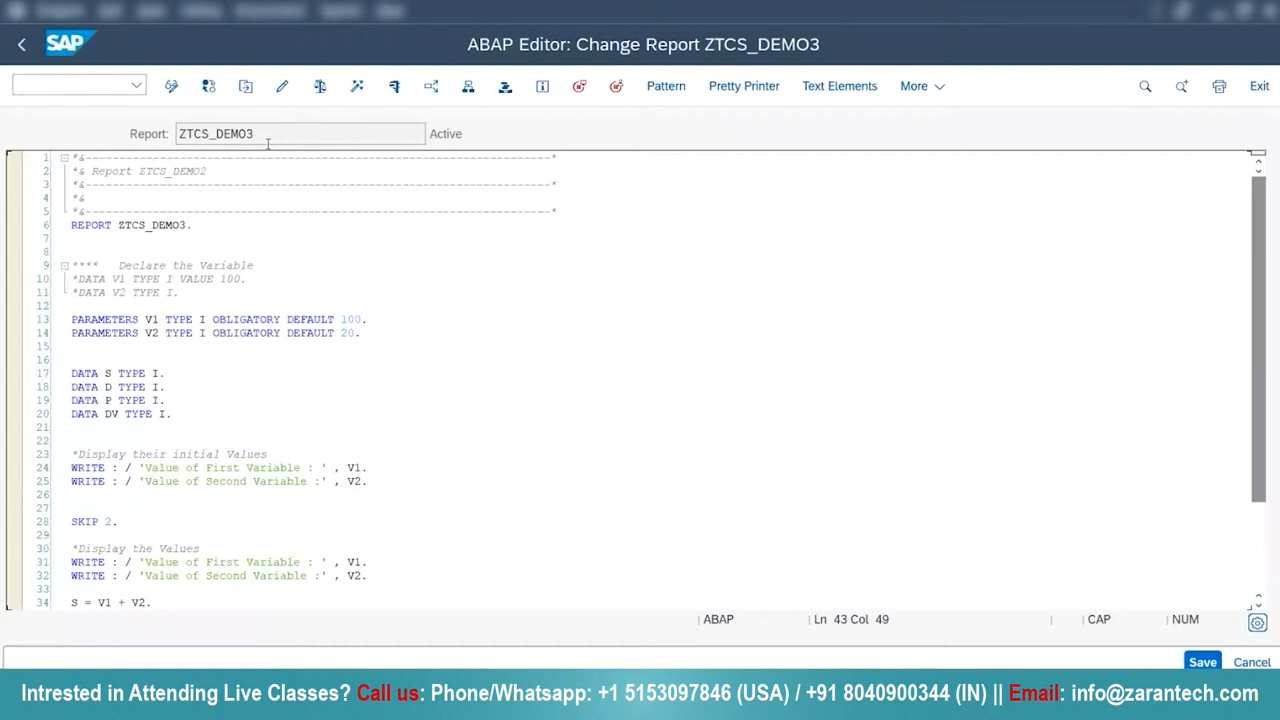 SAP
ABAP Editor: Change Report ZTCS_DEMO3
Pattern
Pretty Printer
Text Elements
More
Exit
Report: ZTCS_DEMO3 Active
1 *&---------------------------------------------------------------------*
2 *& Report ZTCS_DEMO2
3 *&---------------------------------------------------------------------*
4 *&
5 *&---------------------------------------------------------------------*
6 REPORT ZTCS_DEMO3.
7
8
9 **** Declare the Variable
10 *DATA V1 TYPE I VALUE 100.
11 *DATA V2 TYPE I.
12
13 PARAMETERS V1 TYPE I OBLIGATORY DEFAULT 100.
14 PARAMETERS V2 TYPE I OBLIGATORY DEFAULT 20.
15
16
17 DATA S TYPE I.
18 DATA D TYPE I.
19 DATA P TYPE I.
20 DATA DV TYPE I.
21
22
23 *Display their initial Values
24 WRITE : / 'Value of First Variable : ' , V1.
25 WRITE : / 'Value of Second Variable :' , V2.
26
27
28 SKIP 2.
29
30 *Display the Values
31 WRITE : / 'Value of First Variable : ' , V1.
32 WRITE : / 'Value of Second Variable :' , V2.
33
34 S = V1 + V2.
ABAP
Ln 43 Col 49
CAP
NUM
Save
Cancel
Intrested in Attending Live Classes? Call us: Phone/Whatsapp: +1 5153097846 (USA) / +91 8040900344 (IN) || Email: info@zarantech.com